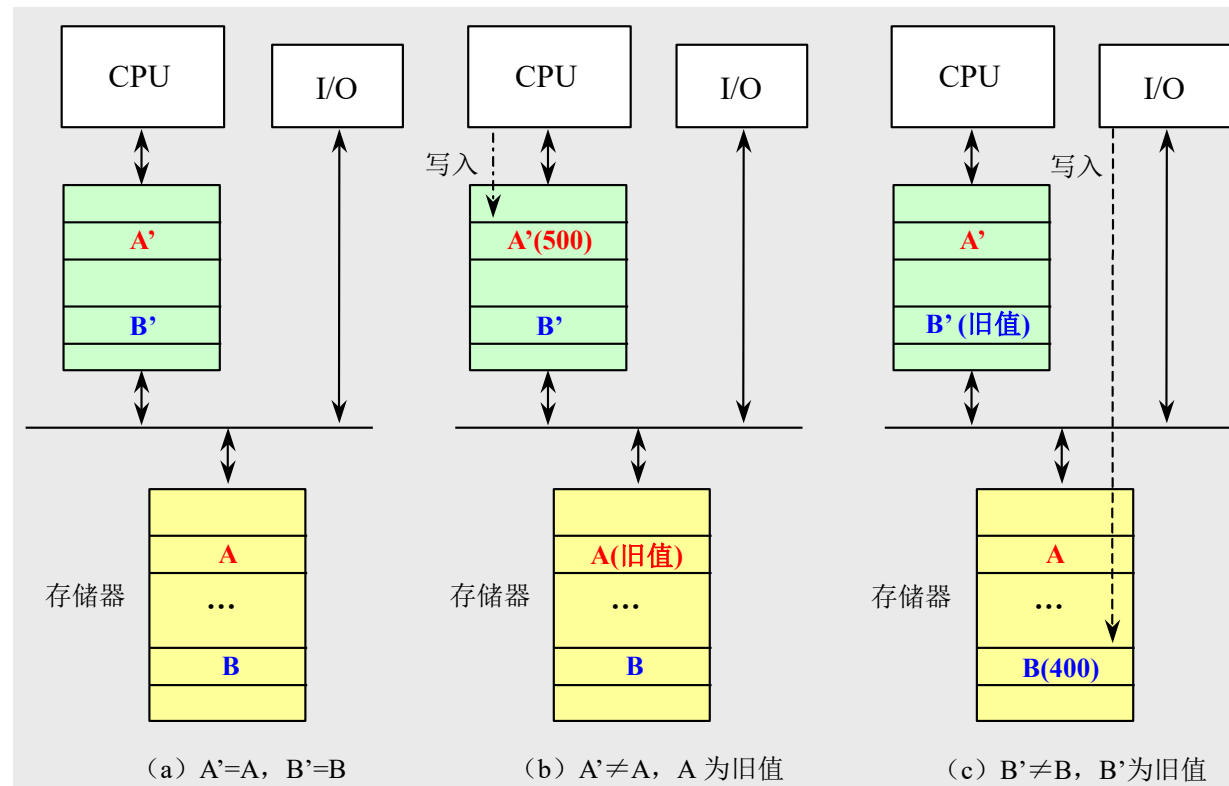 CPU
I/O
A’
B’
存储器
A
…
B
(a)A’=A,B’=B
CPU
I/O
写入
A’(500)
B’
存储器
A(旧值)
…
B
(b)A’≠A,A 为旧值
CPU
I/O
写入
A’
B’ (旧值)
存储器
A
…
B(400)
(c)B’≠B,B’为旧值